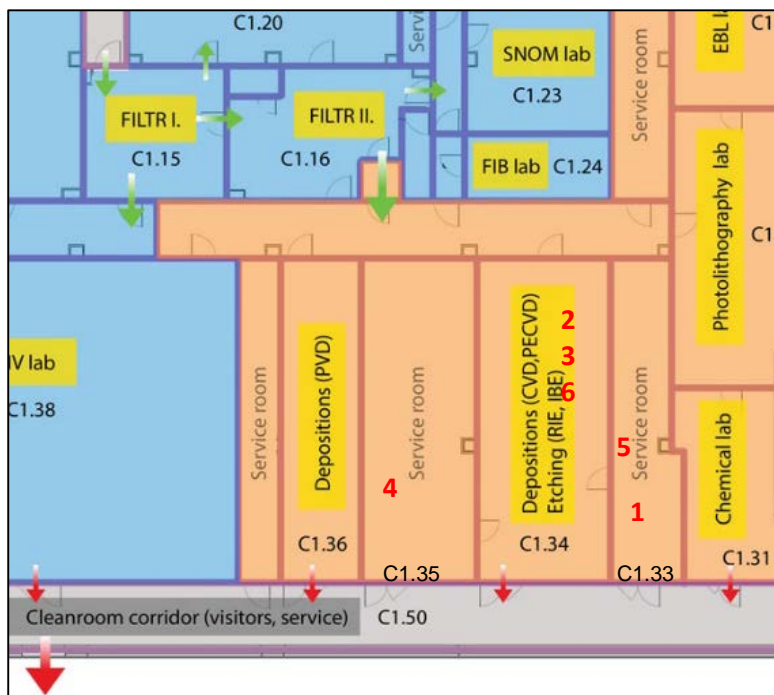 C1.20
Servi
SNOM lab
C1.23
Service room
EBL l
FILTR I.
C1.15
FILTR II.
C1.16
FIB lab
C1.24
Photolithography lab
C1
IV lab
C1.38
Service room
Depositions (PVD)
C1.36
Service room
4
C1.35
Depositions (CVD,PECVD)
Etching (RIE, IBE)
2
3
6
C1.34
Service room
5
1
C1.33
Chemical lab
C1.31
Cleanroom corridor (visitors, service)
C1.50